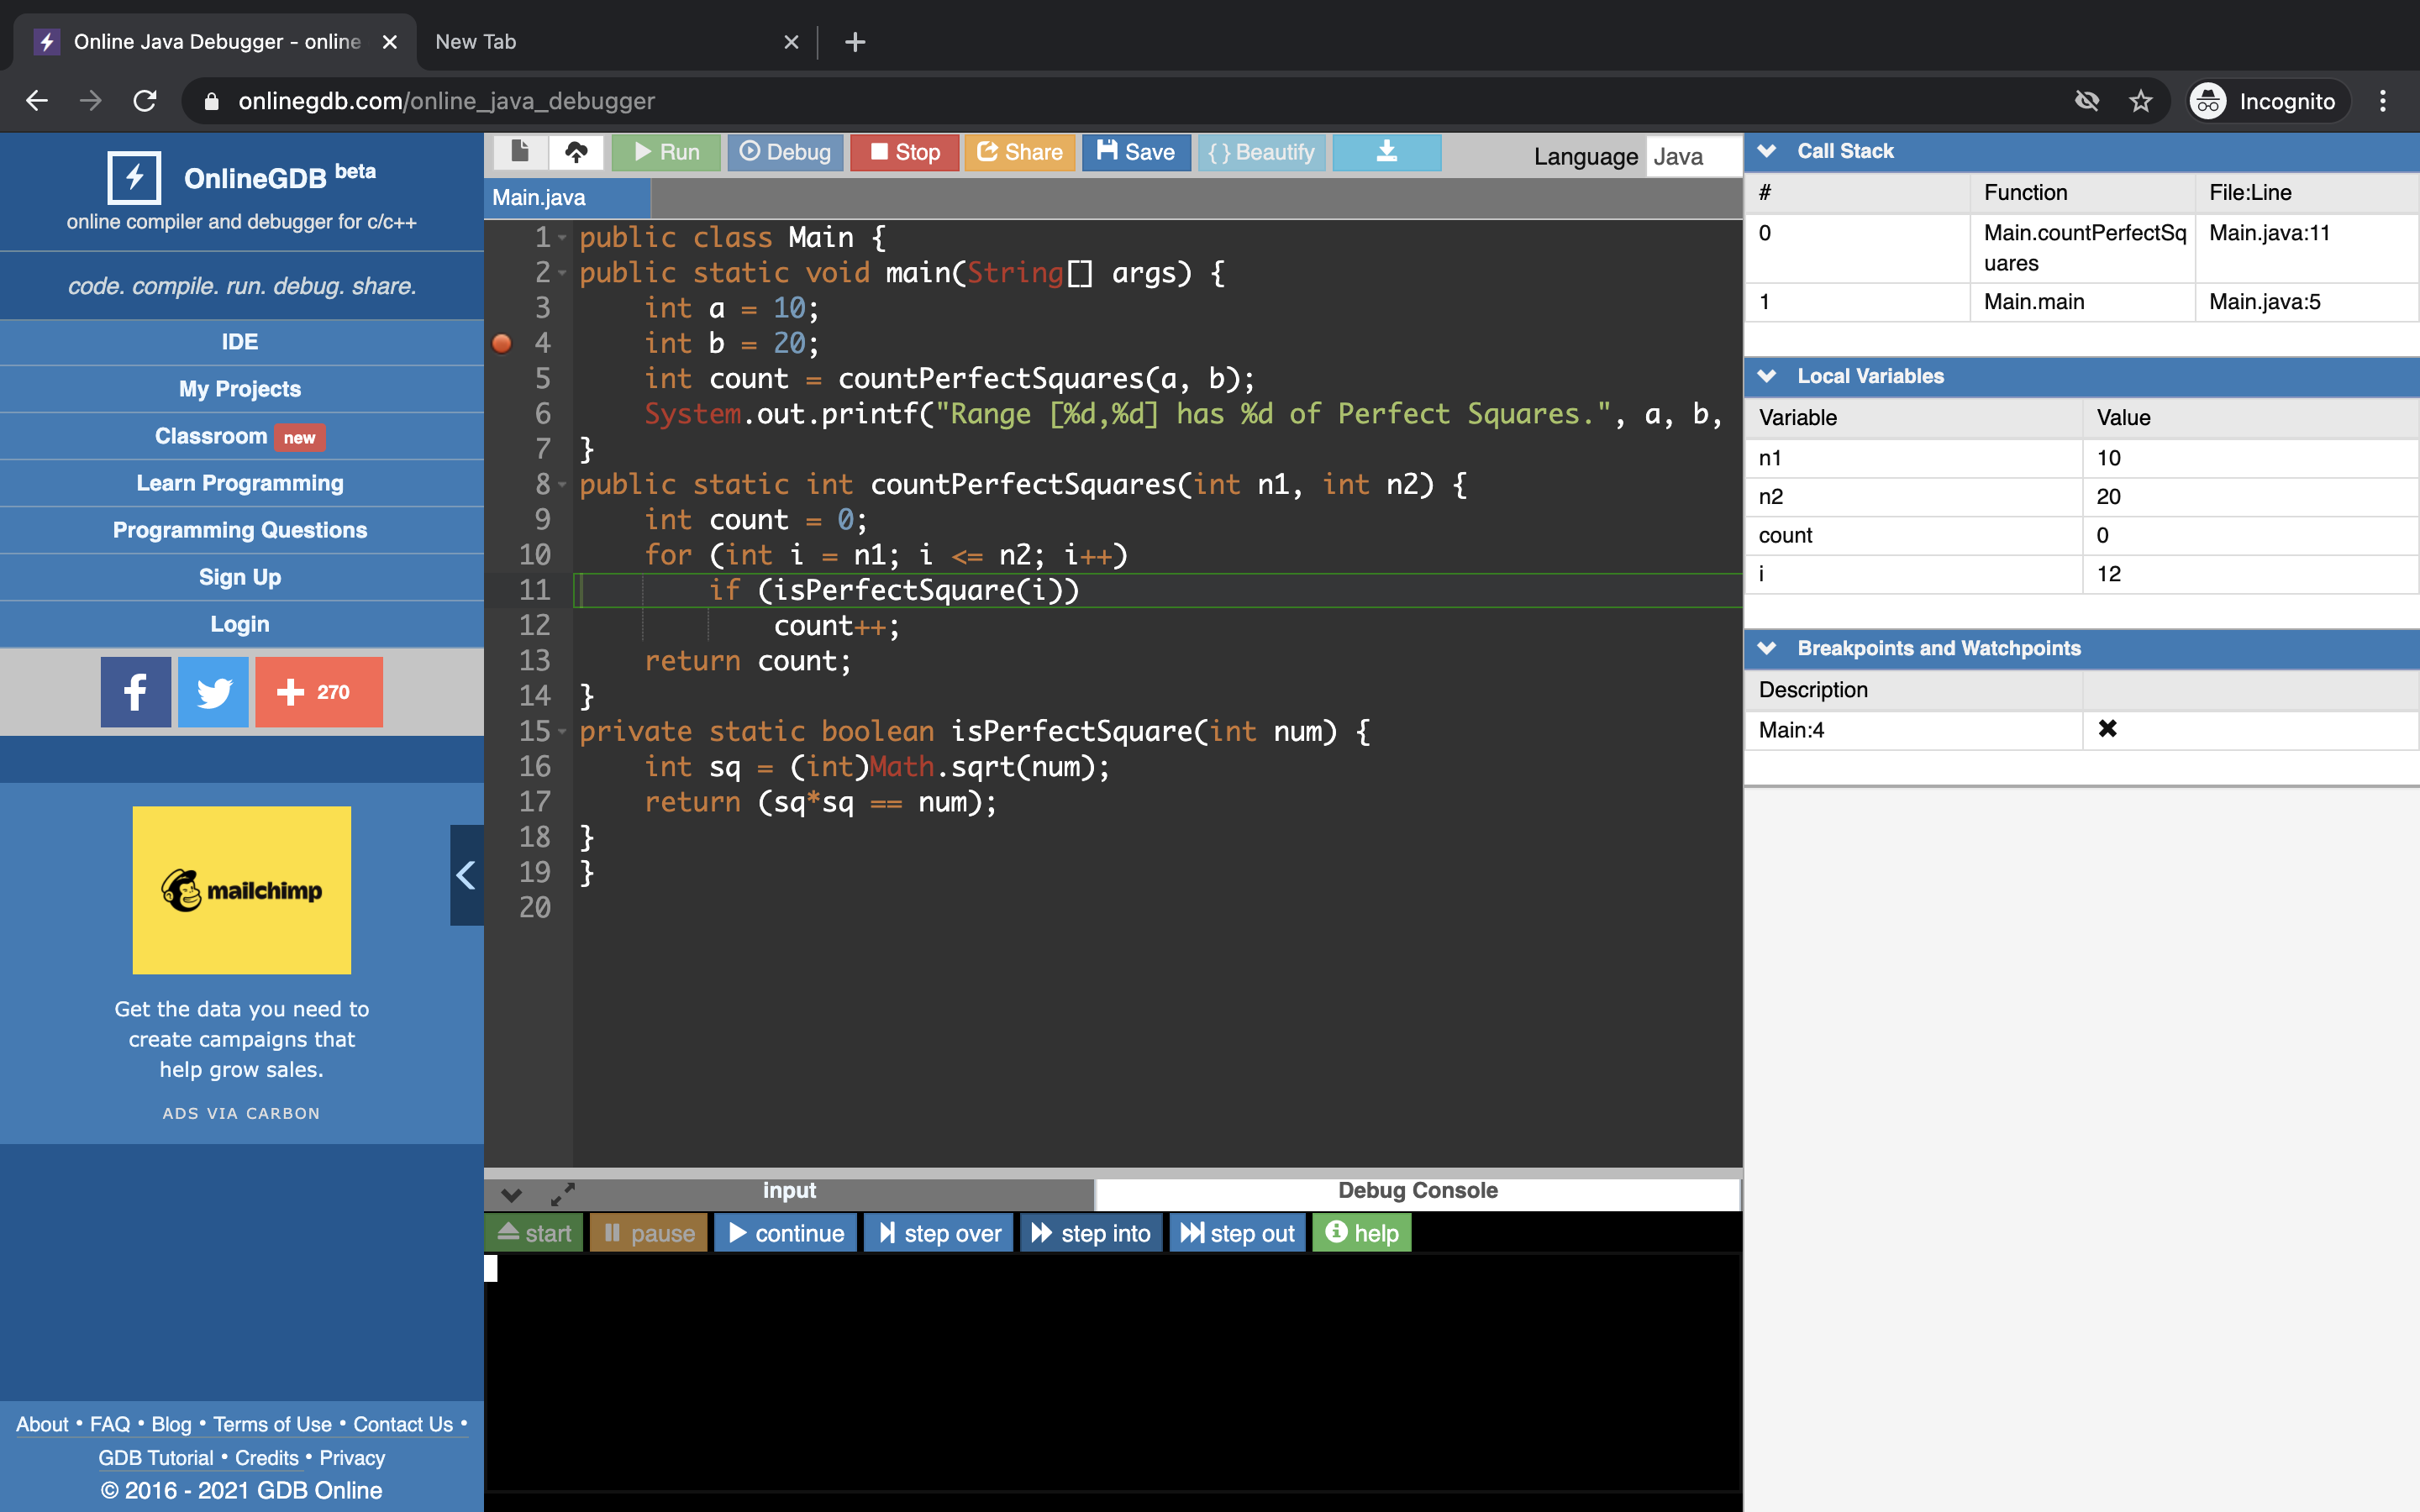 Online Java Debugger - online
New Tab
onlinegdb.com/online_java_debugger
Incognito
OnlineGDB beta
online compiler and debugger for c/c++
code. compile. run. debug. share.
IDE
My Projects
Classroom new
Learn Programming
Programming Questions
Sign Up
Login
270
mailchimp
Get the data you need to
create campaigns that
help grow sales.
ADS VIA CARBON
About • FAQ • Blog • Terms of Use • Contact Us •
GDB Tutorial • Credits • Privacy
© 2016 - 2021 GDB Online
Run Debug Stop Share Save {} Beautify Language Java
Main.java
1 public class Main {
2 public static void main(String[] args) {
3 int a = 10;
4 int b = 20;
5 int count = countPerfectSquares(a, b);
6 System.out.printf("Range [%d,%d] has %d of Perfect Squares.", a, b,
7 }
8 public static int countPerfectSquares(int n1, int n2) {
9 int count = 0;
10 for (int i = n1; i <= n2; i++)
11 if (isPerfectSquare(i))
12 count++;
13 return count;
14 }
15 private static boolean isPerfectSquare(int num) {
16 int sq = (int)Math.sqrt(num);
17 return (sq*sq == num);
18 }
19 }
20
input Debug Console
start pause continue step over step into step out help
Call Stack
# Function File:Line
0 Main.countPerfectSq Main.java:11
uares
1 Main.main Main.java:5
Local Variables
Variable Value
n1 10
n2 20
count 0
i 12
Breakpoints and Watchpoints
Description
Main:4